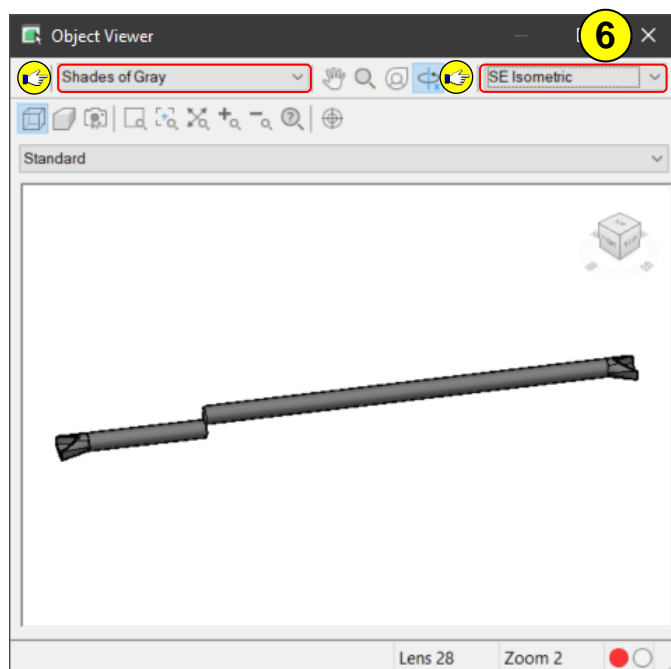 Object Viewer
6
Shades of Gray
SE Isometric
Standard
Lens 28 Zoom 2